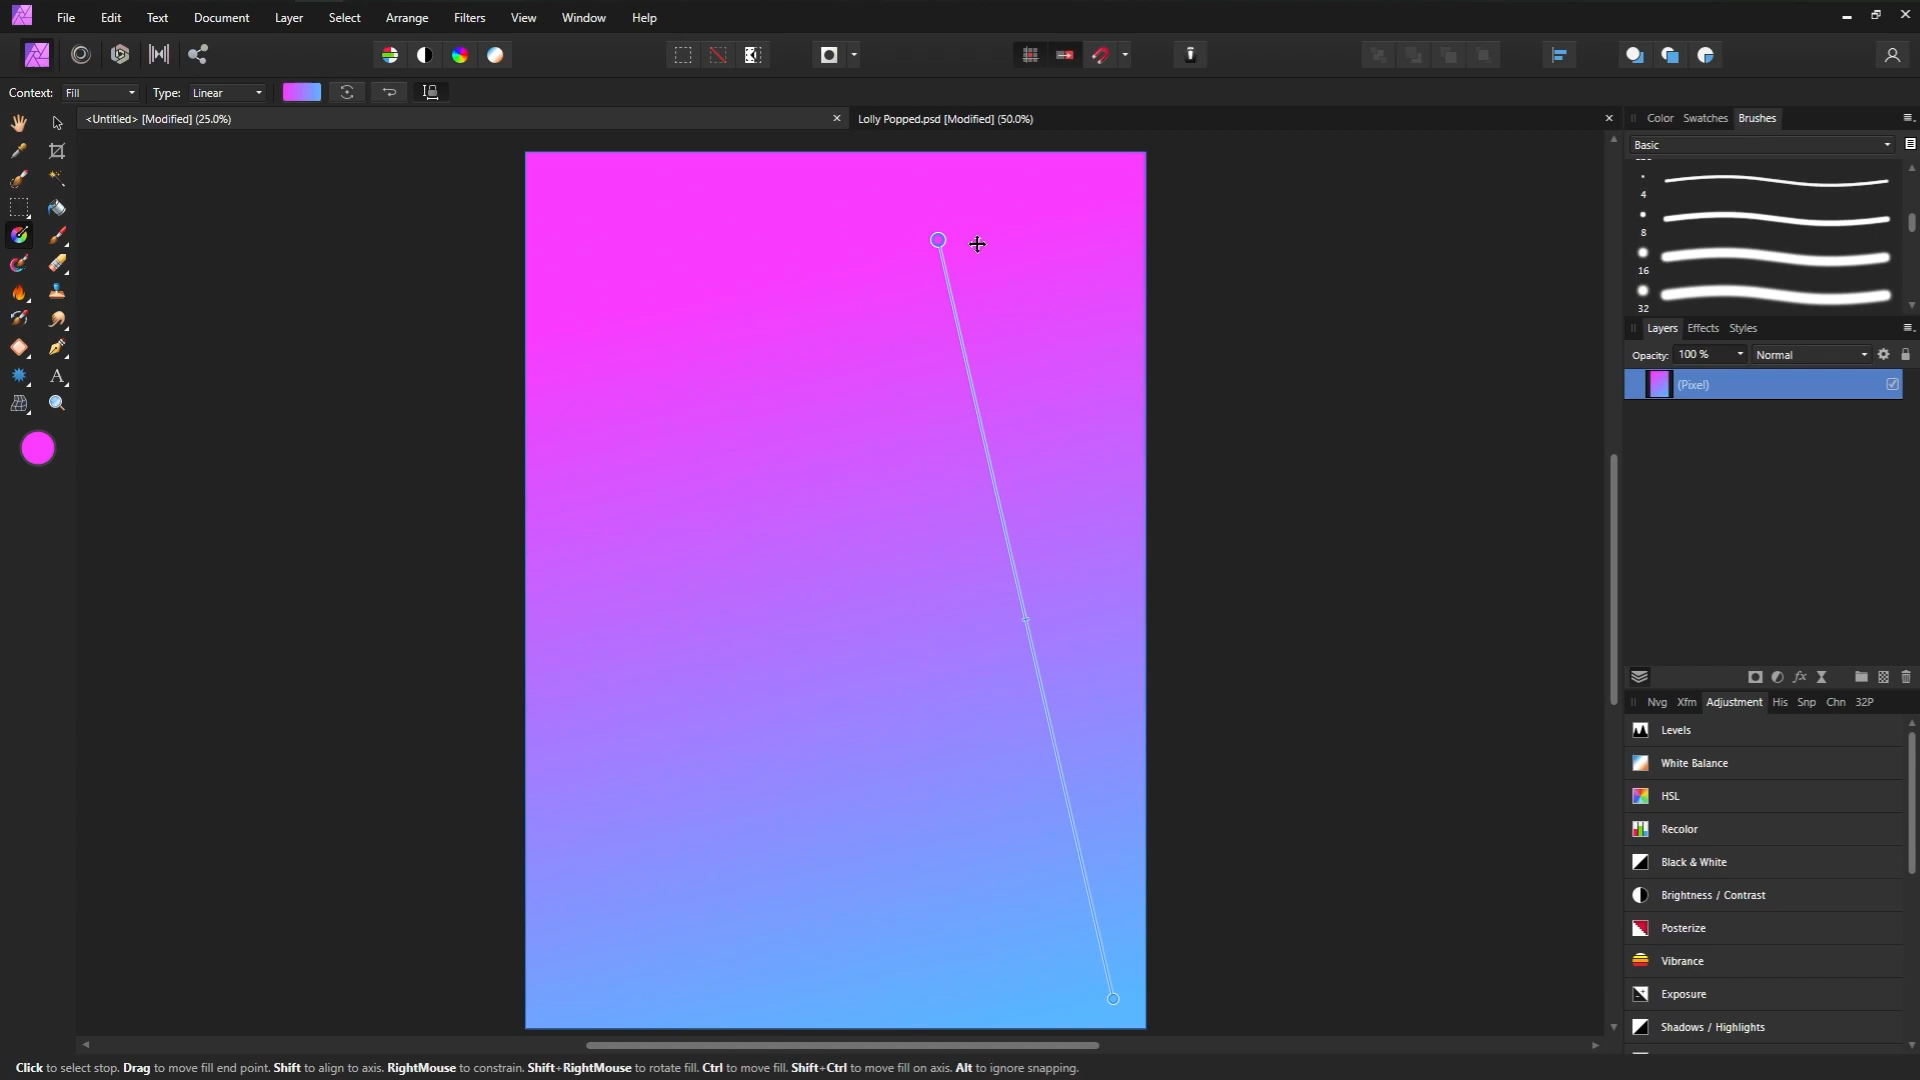 File Edit Text Document Layer Select Arrange Filters View Window Help
Context: Fill Type: Linear
<Untitled> [Modified] (25.0%)
Lolly Popped.psd [Modified] (50.0%)
Color Swatches Brushes
Basic
4
8
16
32
Layers Effects Styles
Opacity: 100 % Normal
(Pixel)
fx
Nvg Xfm Adjustment His Snp Chn 32P
Levels
White Balance
HSL
Recolor
Black & White
Brightness / Contrast
Posterize
Vibrance
Exposure
Shadows / Highlights
Click to select stop. Drag to move fill end point. Shift to align to axis. RightMouse to constrain. Shift+RightMouse to rotate fill. Ctrl to move fill. Shift+Ctrl to move fill on axis. Alt to ignore snapping.